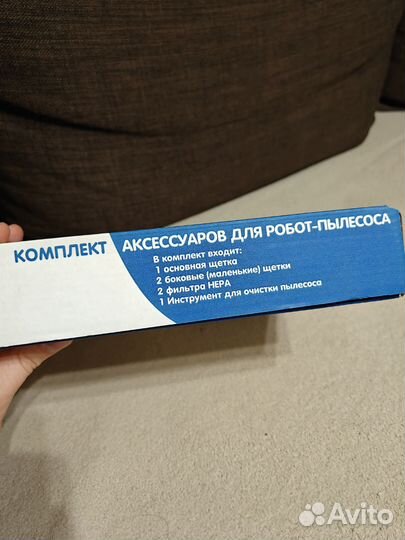 КОМПЛЕКТ АКСЕССУАРОВ ДЛЯ РОБОТ-ПЫЛЕСОСА
В комплект входит:
1 основная щетка
2 боковые (маленькие) щетки
2 фильтра HEPA
1 Инструмент для очистки пылесоса
Avito